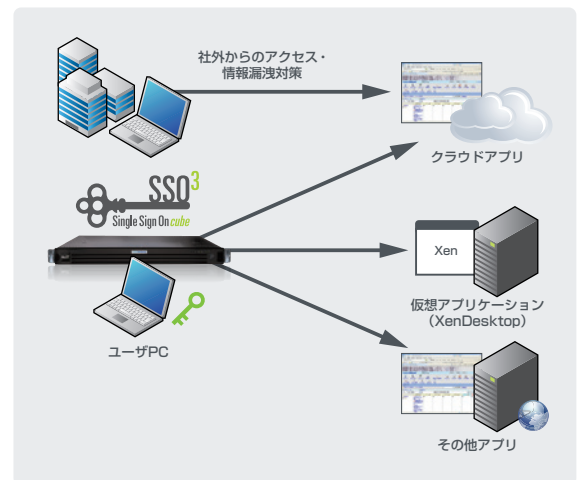 社外からのアクセス・
情報漏洩対策
クラウドアプリ
SSO3
Single Sign On cube
Xen
仮想アプリケーション
（XenDesktop）
ユーザPC
その他アプリ